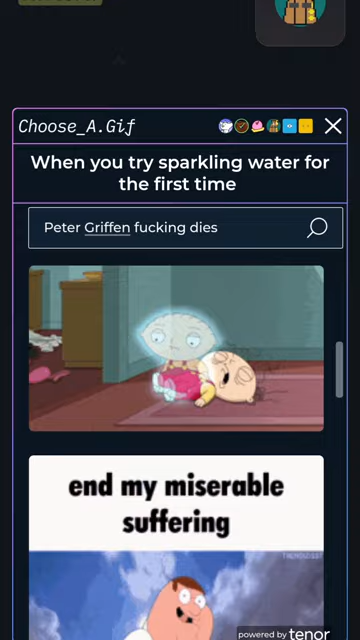 Choose_A.Gif
When you try sparkling water for
the first time
Peter Griffen fucking dies
end my miserable
suffering
powered by tenor